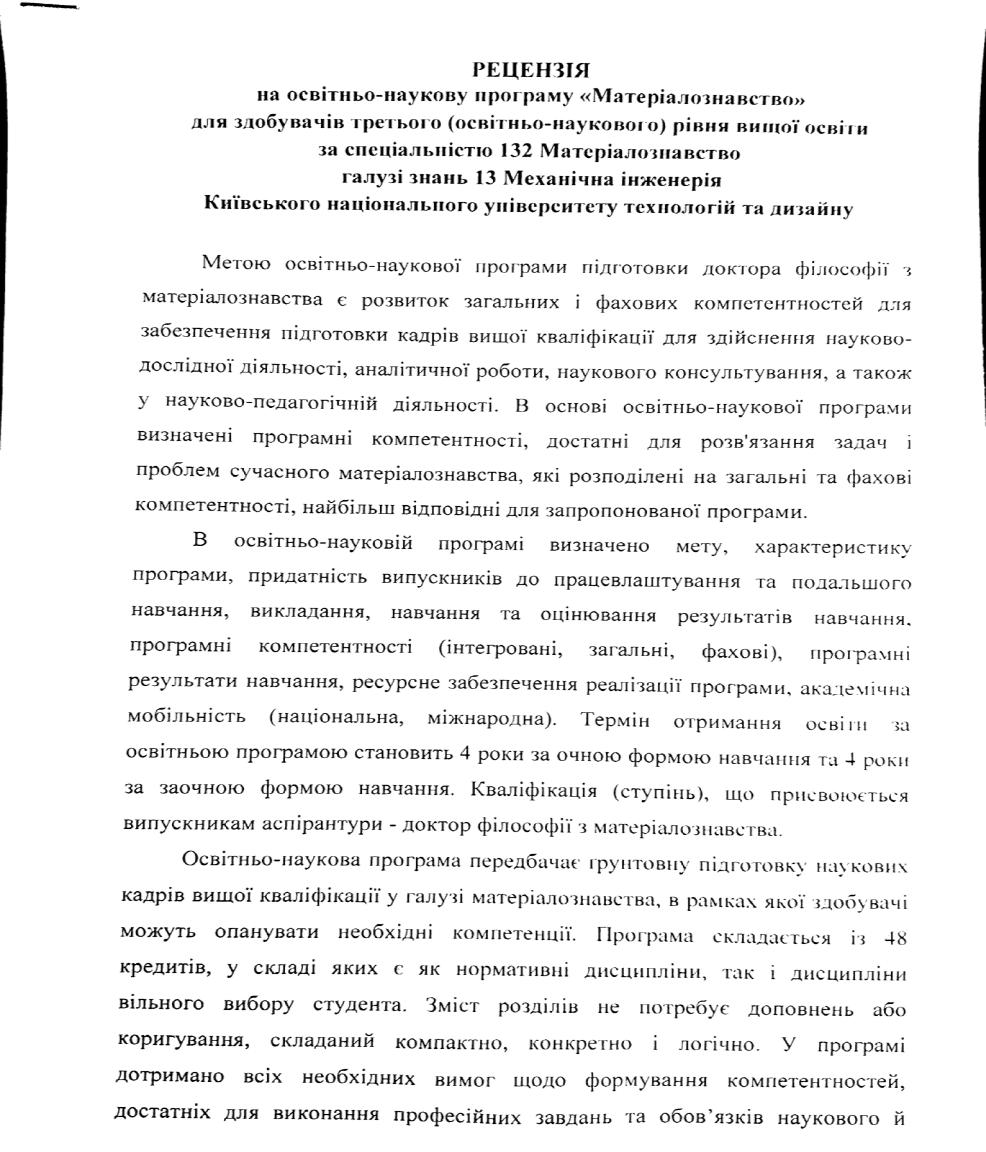 РЕЦЕНЗІЯ
на освітньо-наукову програму «Матеріалознавство»
для здобувачів третього (освітньо-наукового) рівня вищої освіти
за спеціальністю 132 Матеріалознавство
галузі знань 13 Механічна інженерія
Київського національного університету технологій та дизайну
Метою освітньо-наукової програми підготовки доктора філософії з
матеріалознавства є розвиток загальних і фахових компетентностей для
забезпечення підготовки кадрів вищої кваліфікації для здійснення науково-
дослідної діяльності, аналітичної роботи, наукового консультування, а також
у науково-педагогічній діяльності. В основі освітньо-наукової програми
визначені програмні компетентності, достатні для розв'язання задач і
проблем сучасного матеріалознавства, які розподілені на загальні та фахові
компетентності, найбільш відповідні для запропонованої програми.
В освітньо-науковій програмі визначено мету, характеристику
програми, придатність випускників до працевлаштування та подальшого
навчання, викладання, навчання та оцінювання результатів навчання,
програмні компетентності (інтегровані, загальні, фахові), програмні
результати навчання, ресурсне забезпечення реалізації програми, академічна
мобільність (національна, міжнародна). Термін отримання освіти за
освітньою програмою становить 4 роки за очною формою навчання та 4 роки
за заочною формою навчання. Кваліфікація (ступінь), що присвоюється
випускникам аспірантури - доктор філософії з матеріалознавства.
Освітньо-наукова програма передбачає ґрунтовну підготовку наукових
кадрів вищої кваліфікації у галузі матеріалознавства, в рамках якої здобувачі
можуть опанувати необхідні компетенції. Програма складається із 48
кредитів, у складі яких є як нормативні дисципліни, так і дисципліни
вільного вибору студента. Зміст розділів не потребує доповнень або
коригування, складаний компактно, конкретно і логічно. У програмі
дотримано всіх необхідних вимог щодо формування компетентностей,
достатніх для виконання професійних завдань та обов’язків наукового й